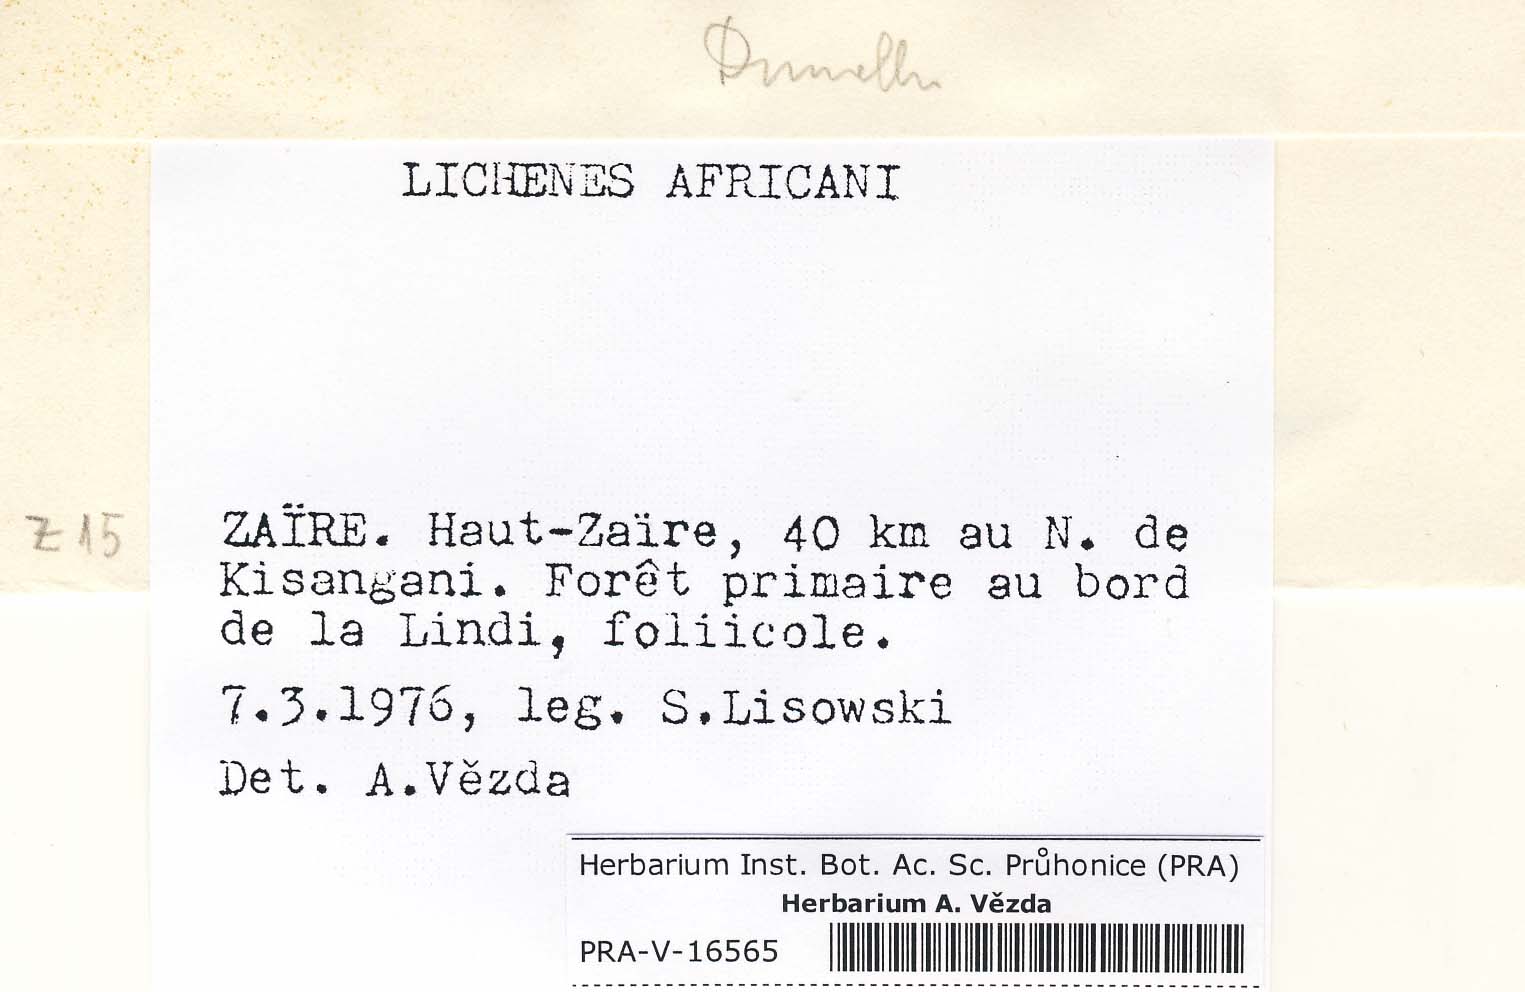 LICHENES AFRICANI
Z 15
ZAÏRE. Haut-Zaïre, 40 km au N. de
Kisangani. Forêt primaire au bord
de la Lindi, foliicole.
7.3.1976, leg. S.Lisowski
Det. A.Vězda
Herbarium Inst. Bot. Ac. Sc. Průhonice (PRA)
Herbarium A. Vězda
PRA-V-16565